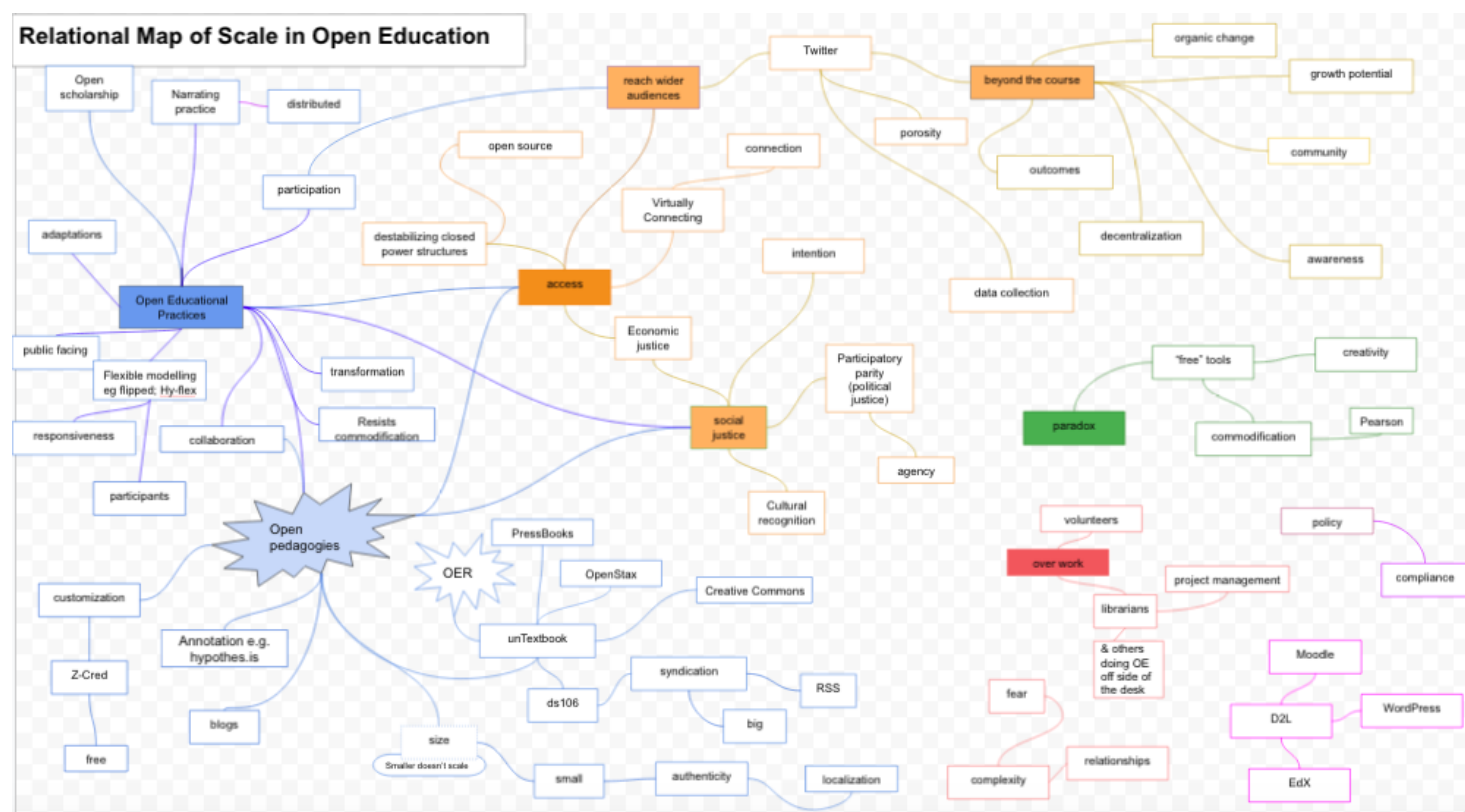 Relational Map of Scale in Open Education
Open
scholarship
Narrating
practice
distributed
participation
adaptations
Open Educational
Practices
public facing
Flexible modelling
eg flipped; Hy-flex
responsiveness
collaboration
participants
transformation
Resists
commodification
reach wider
audiences
Twitter
beyond the course
organic change
growth potential
community
awareness
decentralization
outcomes
porosity
data collection
open source
connection
Virtually
Connecting
destabilizing closed
power structures
access
intention
Economic
justice
Participatory
parity
(political
justice)
social
justice
agency
Cultural
recognition
"free" tools
creativity
paradox
commodification
Pearson
Open
pedagogies
customization
Z-Cred
free
Annotation e.g.
hypothes.is
blogs
OER
PressBooks
OpenStax
Creative Commons
unTextbook
ds106
syndication
RSS
big
size
Smaller doesn't scale
small
authenticity
localization
volunteers
over work
project management
librarians
& others
doing OE
off side of
the desk
fear
complexity
relationships
policy
compliance
Moodle
D2L
WordPress
EdX